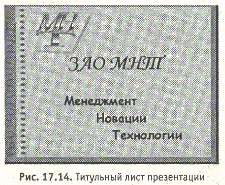 ЗАО МНТ
Менеджмент
Новации
Технологии
Рис. 17.14. Титульный лист презентации